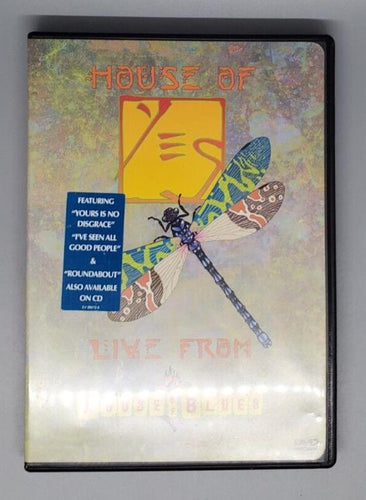 HOUSE OF
YES
FEATURING
"YOURS IS NO
DISGRACE"
"I'VE SEEN ALL
GOOD PEOPLE"
&
"ROUNDABOUT"
ALSO AVAILABLE
ON CD
LIVE FROM
HOUSE OF BLUES
DVD